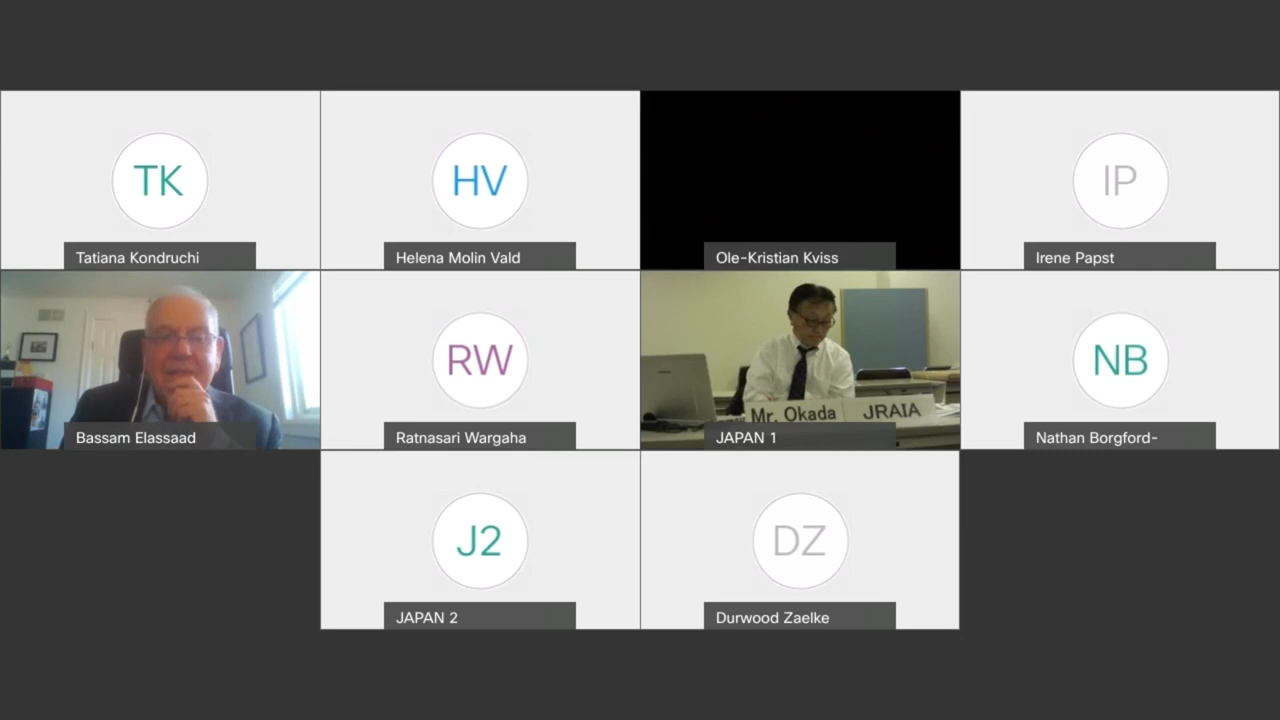 TK
Tatiana Kondruchi
HV
Helena Molin Vald
Ole-Kristian Kviss
IP
Irene Papst
Bassam Elassaad
RW
Ratnasari Wargaha
Mr. Okada
JRAIA
JAPAN 1
NB
Nathan Borgford-
J2
JAPAN 2
DZ
Durwood Zaelke